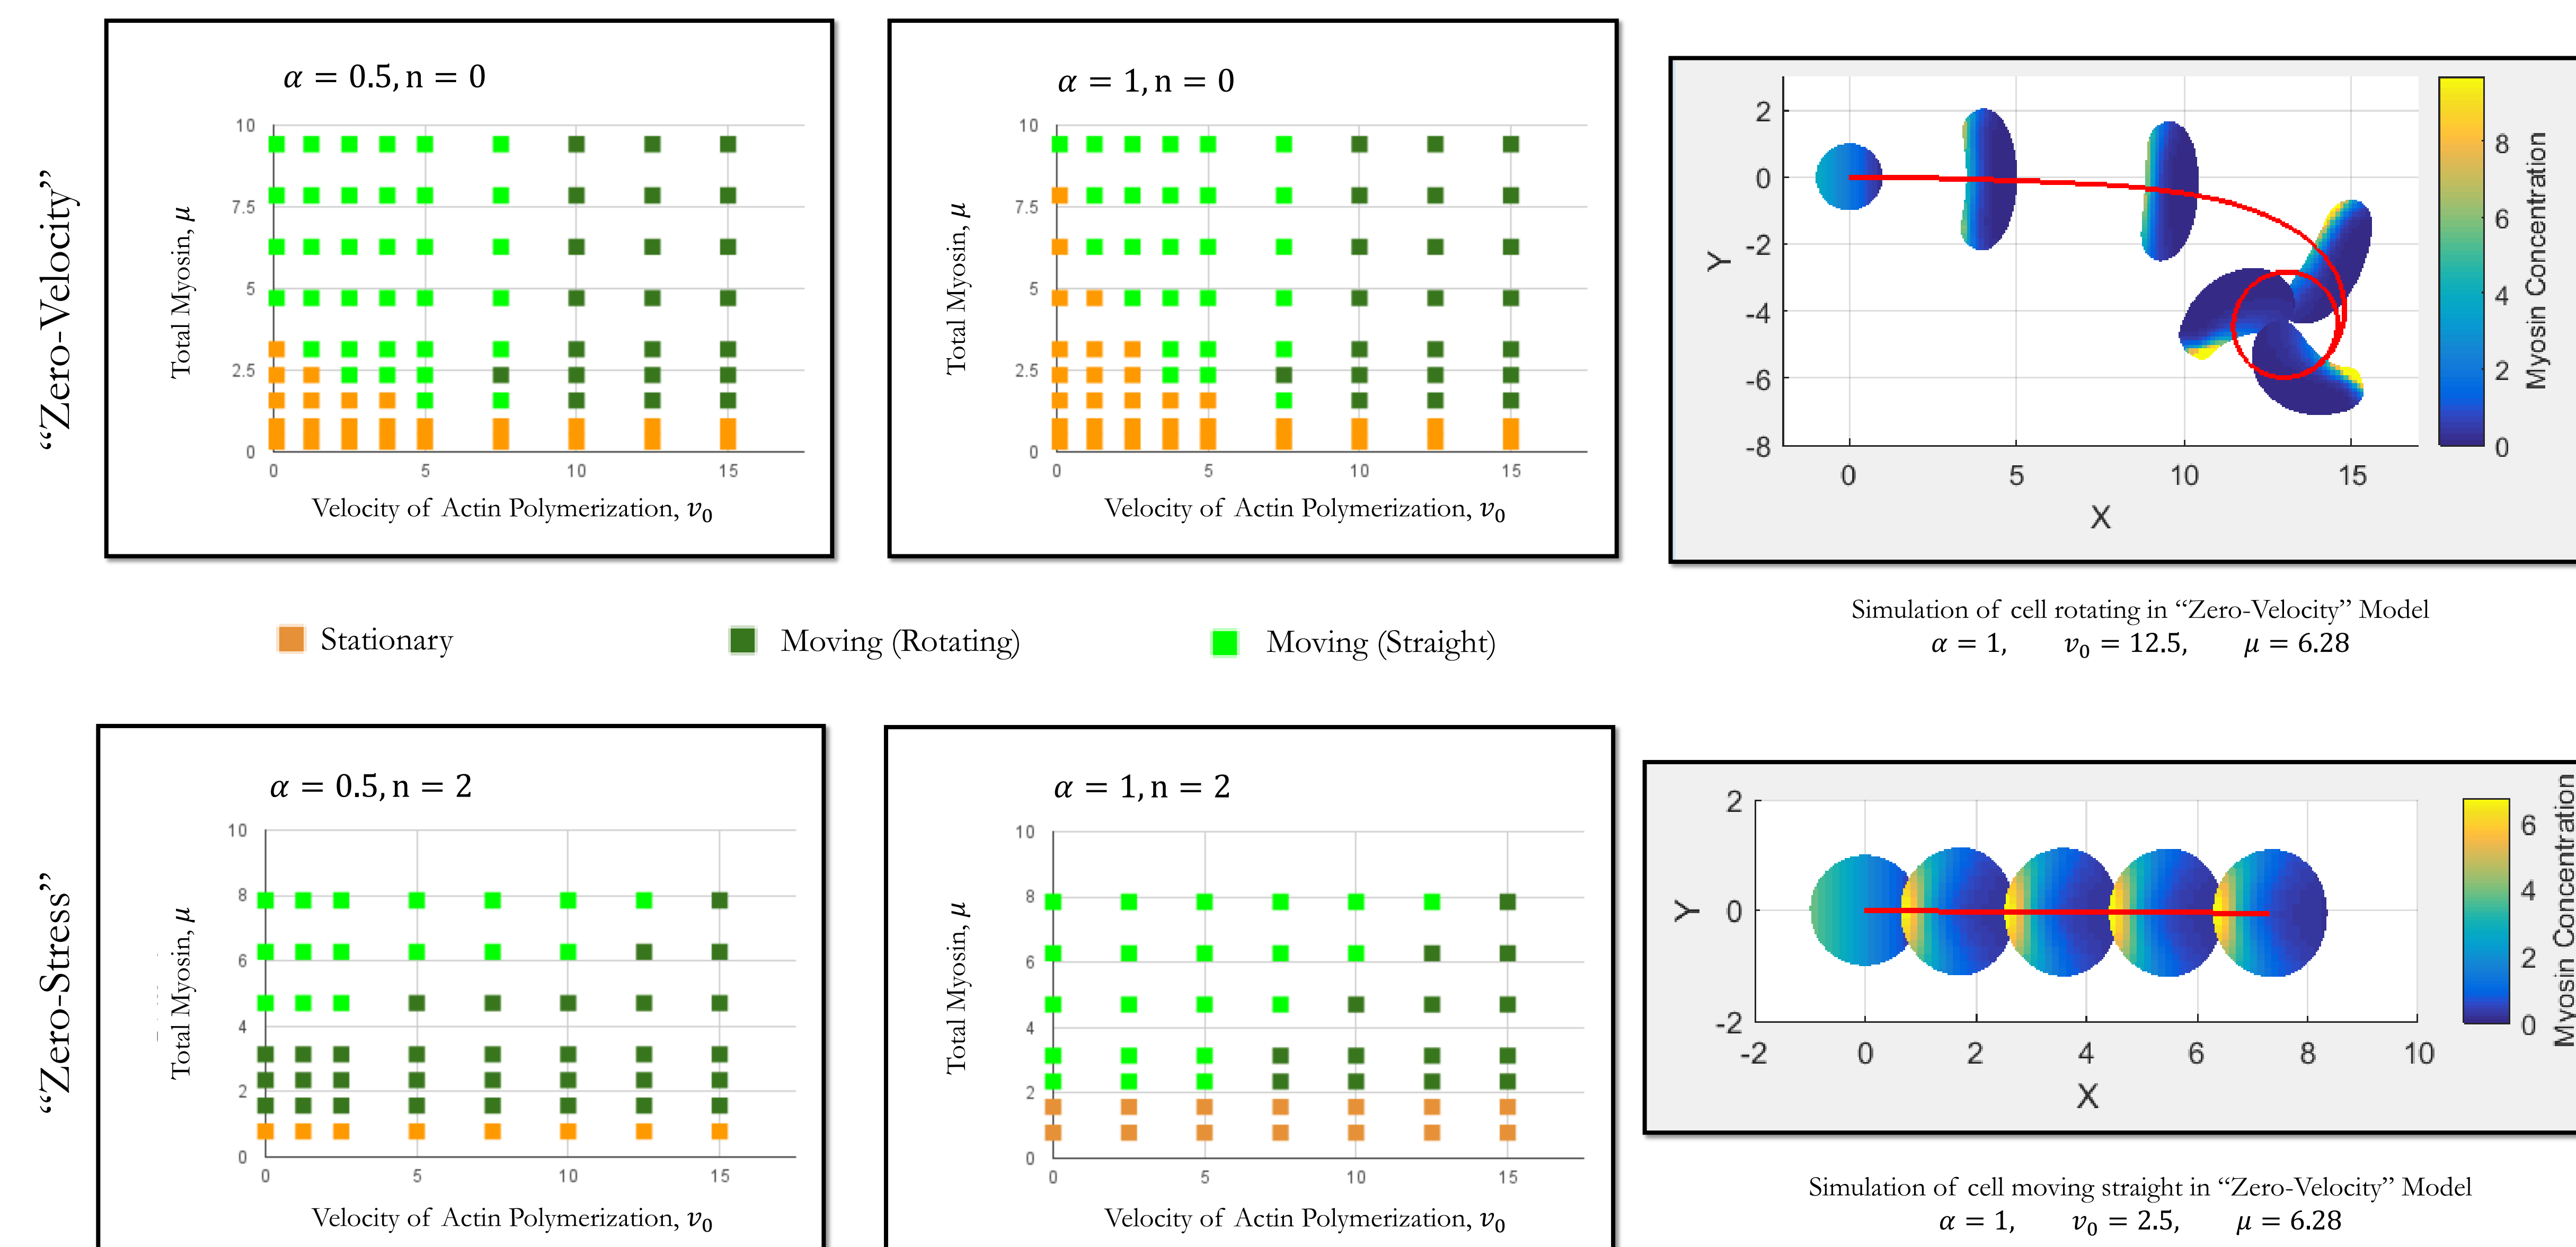 “Zero-Velocity”
α = 0.5, n = 0
10
7.5
5
2.5
0
0 5 10 15
Total Myosin, μ
Velocity of Actin Polymerization, v₀
α = 1, n = 0
10
7.5
5
2.5
0
0 5 10 15
Total Myosin, μ
Velocity of Actin Polymerization, v₀
2
0
-2
-4
-6
-8
0 5 10 15
X
Y
8
6
4
2
0
Myosin Concentration
Simulation of cell rotating in “Zero-Velocity” Model
α = 1, v₀ = 12.5, μ = 6.28
Stationary
Moving (Rotating)
Moving (Straight)
“Zero-Stress”
α = 0.5, n = 2
10
8
6
4
2
0
0 5 10 15
Total Myosin, μ
Velocity of Actin Polymerization, v₀
α = 1, n = 2
10
8
6
4
2
0
0 5 10 15
Total Myosin, μ
Velocity of Actin Polymerization, v₀
2
0
-2
-2 0 2 4 6 8 10
X
Y
6
4
2
0
Myosin Concentration
Simulation of cell moving straight in “Zero-Velocity” Model
α = 1, v₀ = 2.5, μ = 6.28